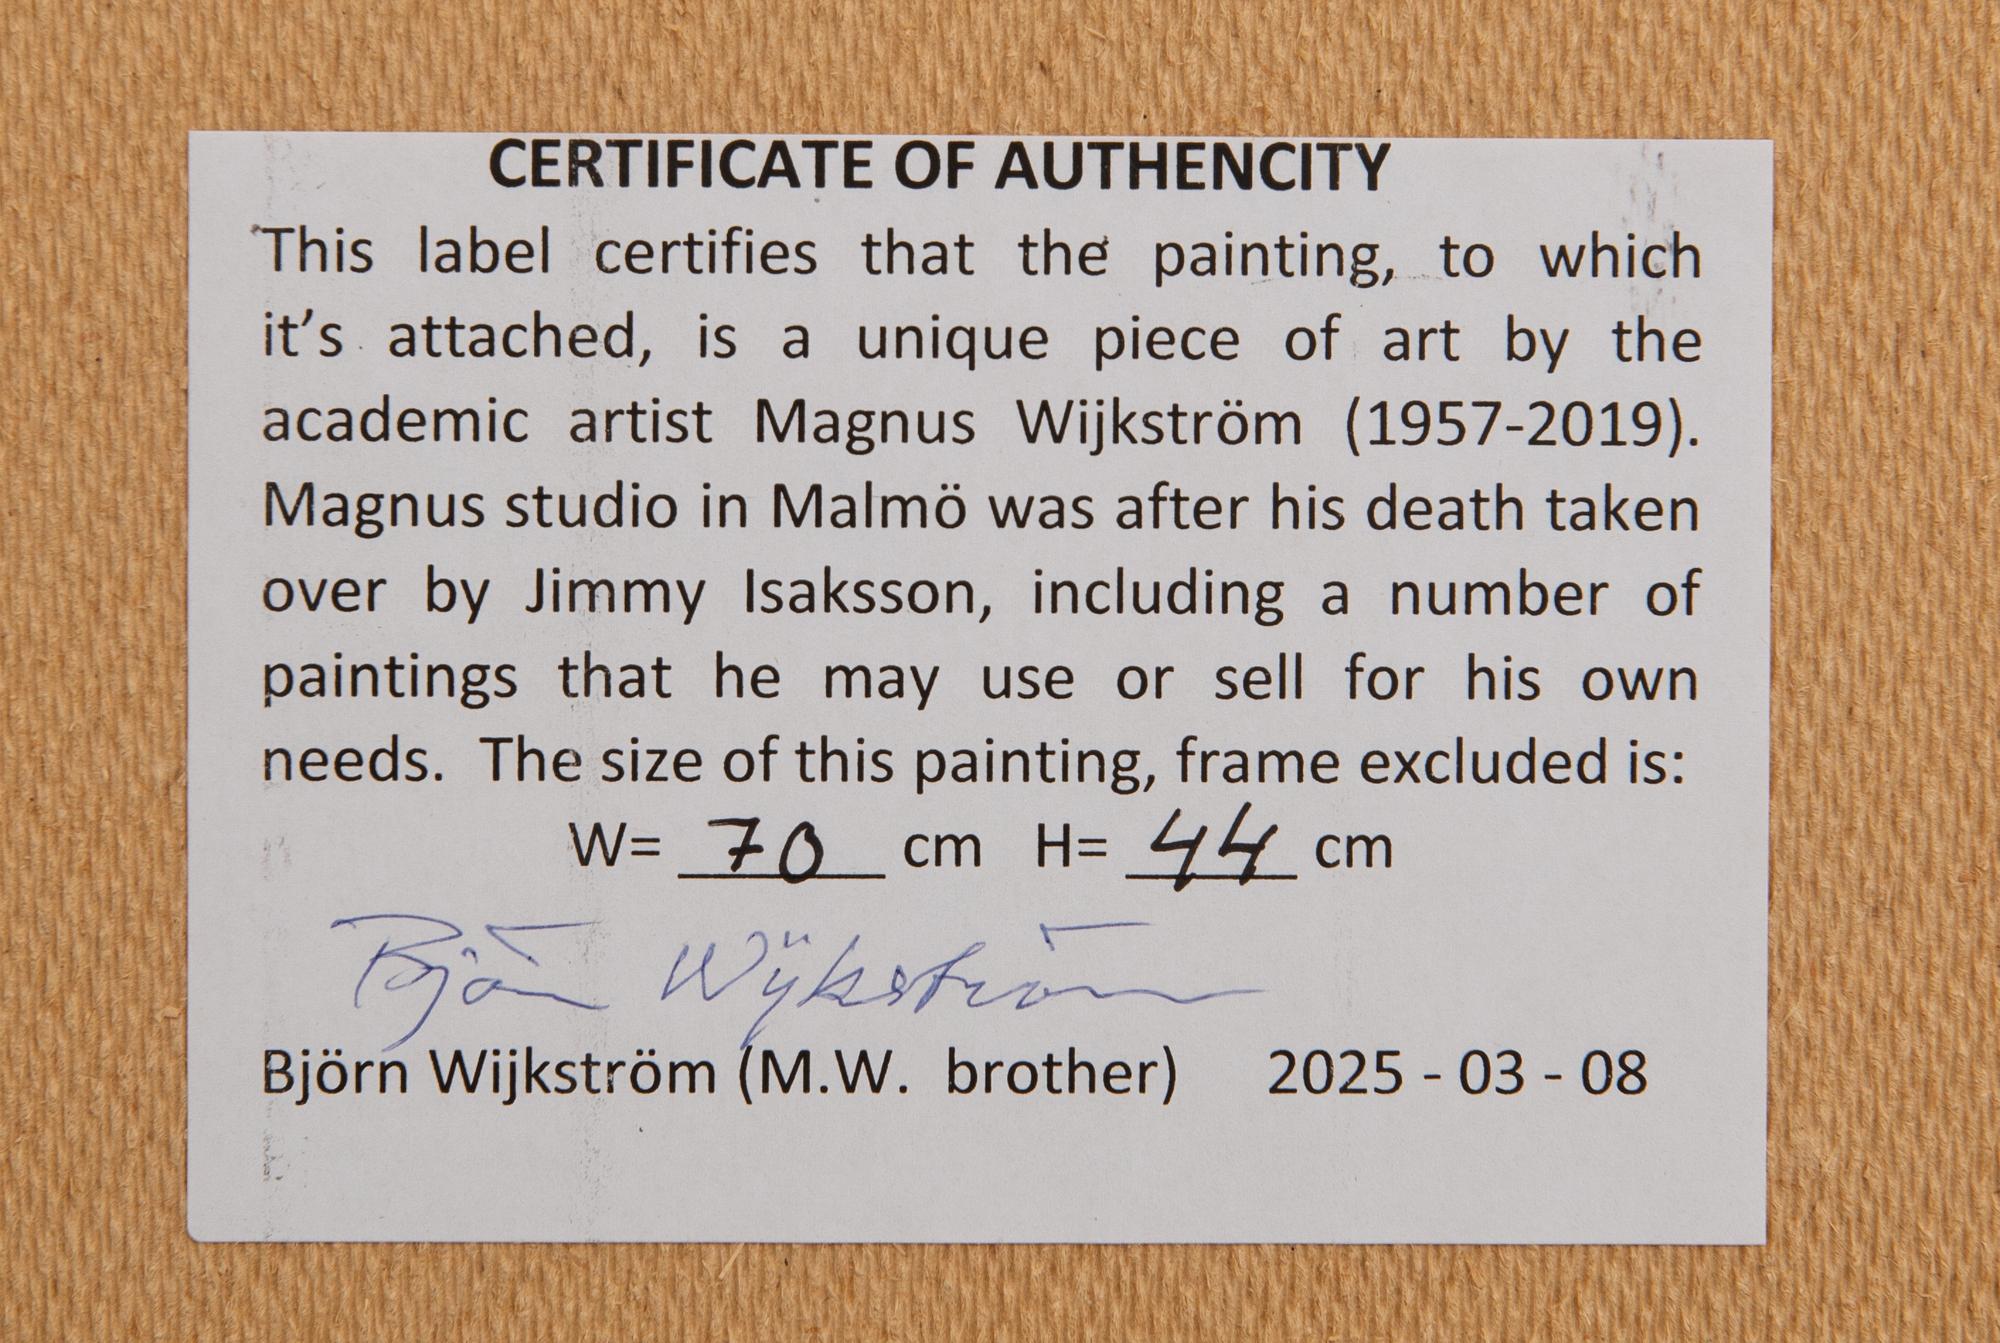 CERTIFICATE OF AUTHENCITY
This label certifies that the painting, to which
it's attached, is a unique piece of art by the
academic artist Magnus Wijkström (1957-2019).
Magnus studio in Malmö was after his death taken
over by Jimmy Isaksson, including a number of
paintings that he may use or sell for his own
needs. The size of this painting, frame excluded is:
W= 70 cm H= 44 cm
Björn Wijkström
Björn Wijkström (M.W. brother) 2025 - 03 - 08